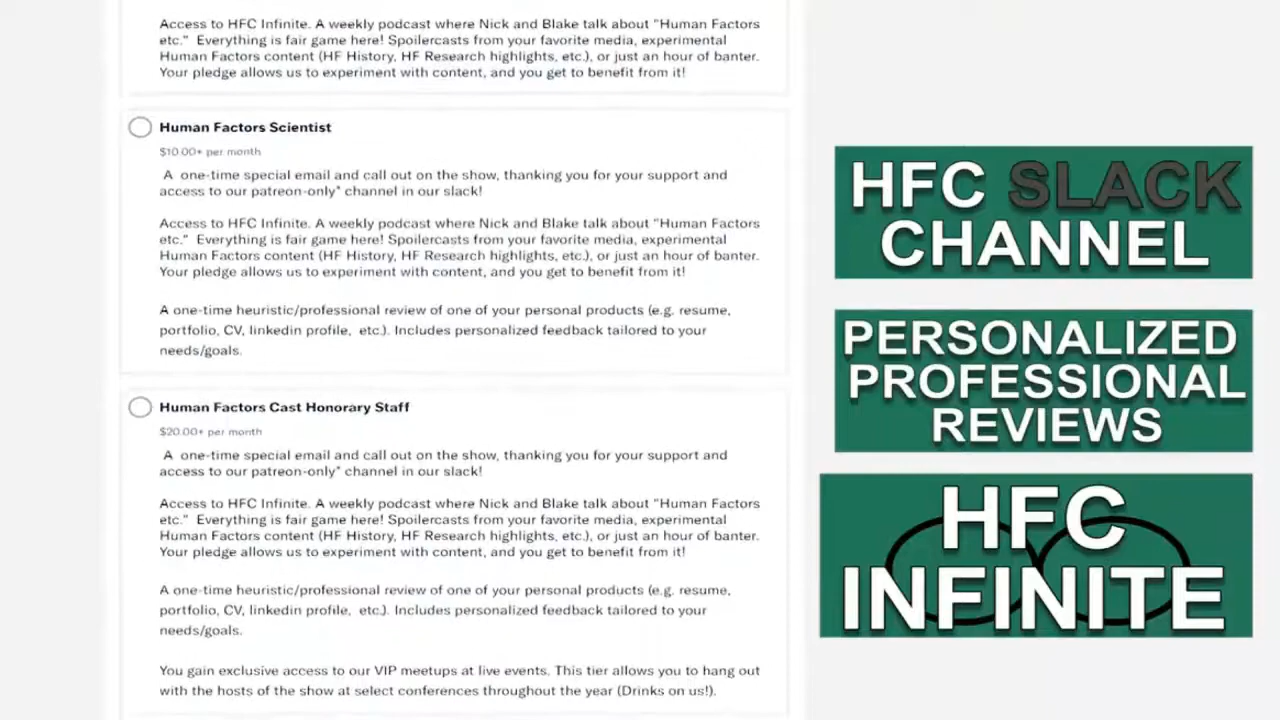 Access to HFC Infinite. A weekly podcast where Nick and Blake talk about "Human Factors
etc." Everything is fair game here! Spoilercasts from your favorite media, experimental
Human Factors content (HF History, HF Research highlights, etc.), or just an hour of banter.
Your pledge allows us to experiment with content, and you get to benefit from it!
Human Factors Scientist
$10.00+ per month
A one-time special email and call out on the show, thanking you for your support and
access to our patreon-only* channel in our slack!
Access to HFC Infinite. A weekly podcast where Nick and Blake talk about "Human Factors
etc." Everything is fair game here! Spoilercasts from your favorite media, experimental
Human Factors content (HF History, HF Research highlights, etc.), or just an hour of banter.
Your pledge allows us to experiment with content, and you get to benefit from it!
A one-time heuristic/professional review of one of your personal products (e.g. resume,
portfolio, CV, linkedin profile, etc.). Includes personalized feedback tailored to your
needs/goals.
Human Factors Cast Honorary Staff
$20.00+ per month
A one-time special email and call out on the show, thanking you for your support and
access to our patreon-only* channel in our slack!
Access to HFC Infinite. A weekly podcast where Nick and Blake talk about "Human Factors
etc." Everything is fair game here! Spoilercasts from your favorite media, experimental
Human Factors content (HF History, HF Research highlights, etc.), or just an hour of banter.
Your pledge allows us to experiment with content, and you get to benefit from it!
A one-time heuristic/professional review of one of your personal products (e.g. resume,
portfolio, CV, linkedin profile, etc.). Includes personalized feedback tailored to your
needs/goals.
You gain exclusive access to our VIP meetups at live events. This tier allows you to hang out
with the hosts of the show at select conferences throughout the year (Drinks on us!).
HFC SLACK
CHANNEL
PERSONALIZED
PROFESSIONAL
REVIEWS
HFC
INFINITE